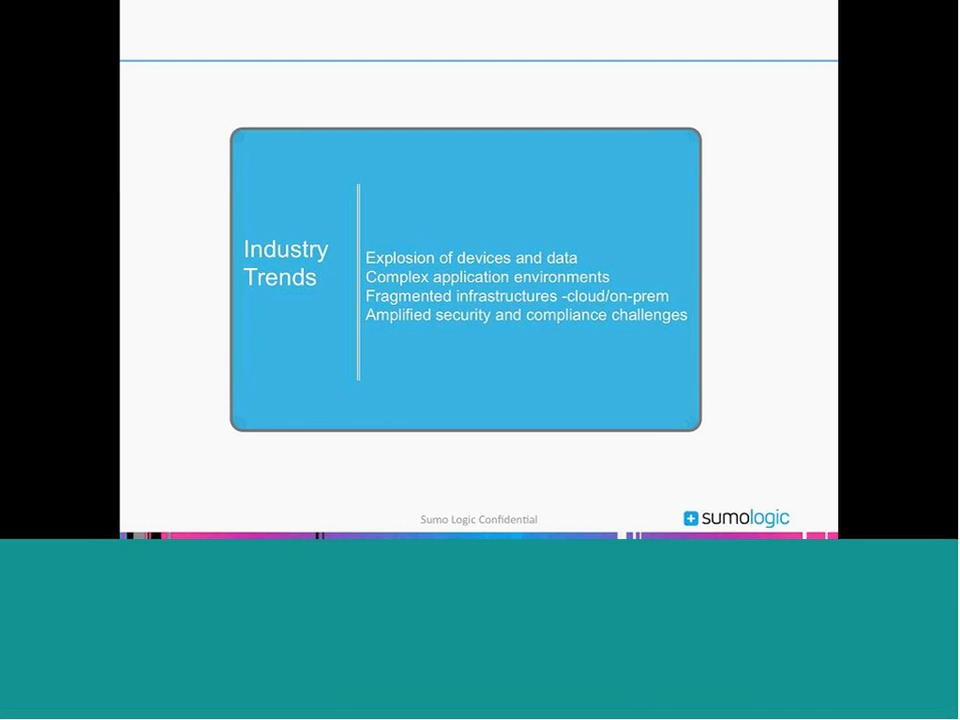 Industry
Trends
Explosion of devices and data
Complex application environments
Fragmented infrastructures -cloud/on-prem
Amplified security and compliance challenges
Sumo Logic Confidential
sumologic